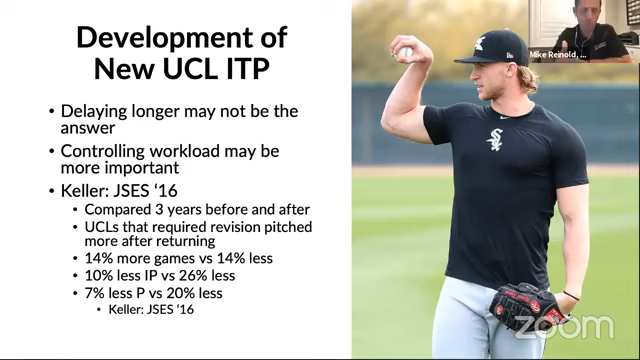 Development of
New UCL ITP
• Delaying longer may not be the
answer
• Controlling workload may be
more important
• Keller: JSES ‘16
• Compared 3 years before and after
• UCLs that required revision pitched
more after returning
• 14% more games vs 14% less
• 10% less IP vs 26% less
• 7% less P vs 20% less
• Keller: JSES ‘16
Mike Reinold, ...
Sox
zoom